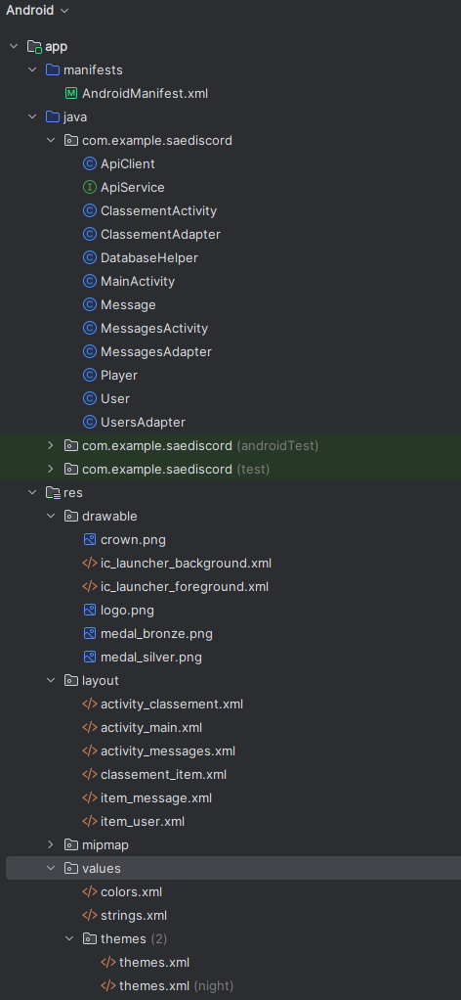 Android
app
manifests
AndroidManifest.xml
java
com.example.saediscord
ApiClient
ApiService
ClassementActivity
ClassementAdapter
DatabaseHelper
MainActivity
Message
MessagesActivity
MessagesAdapter
Player
User
UsersAdapter
com.example.saediscord (androidTest)
com.example.saediscord (test)
res
drawable
crown.png
ic_launcher_background.xml
ic_launcher_foreground.xml
logo.png
medal_bronze.png
medal_silver.png
layout
activity_classement.xml
activity_main.xml
activity_messages.xml
classement_item.xml
item_message.xml
item_user.xml
mipmap
values
colors.xml
strings.xml
themes (2)
themes.xml
themes.xml (night)